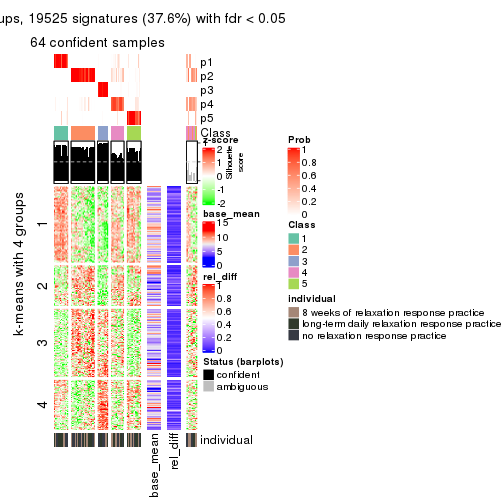 ups, 19525 signatures (37.6%) with fdr < 0.05
64 confident samples
p1
p2
p3
p4
p5
Class
z-score
2
0
-2
Silhouette
score
base_mean
15
10
5
0
rel_diff
1
0.8
0.6
0.4
0.2
0
Status (barplots)
confident
ambiguous
Prob
1
0.8
0.6
0.4
0.2
0
Class
1
2
3
4
5
individual
8 weeks of relaxation response practice
long-term daily relaxation response practice
no relaxation response practice
k-means with 4 groups
1
2
3
4
base_mean
rel_diff
individual